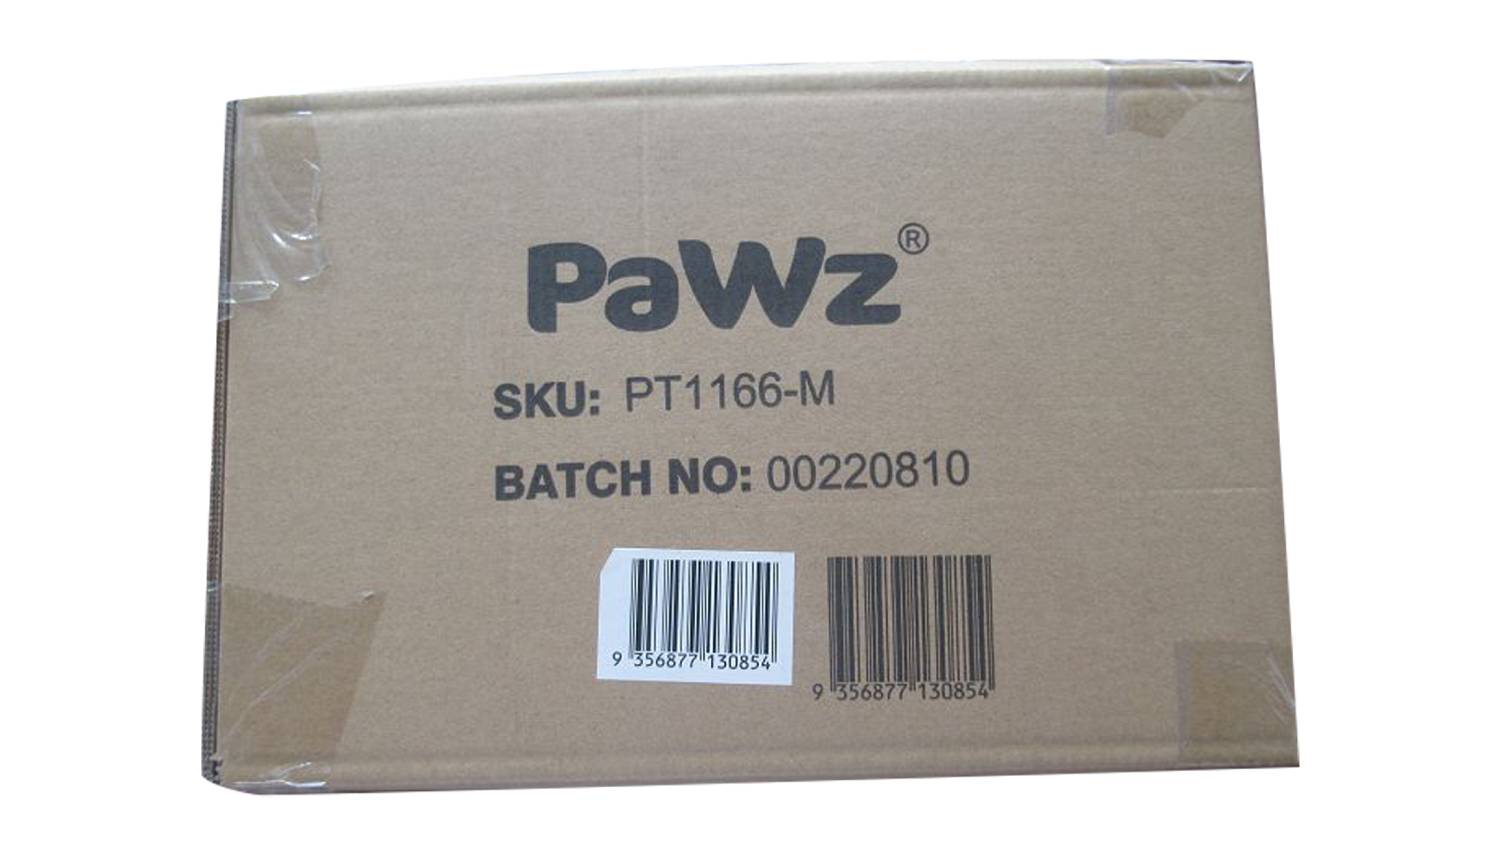 PaWz®
SKU: PT1166-M
BATCH NO: 00220810
9 356877 130854
9 356877 130854